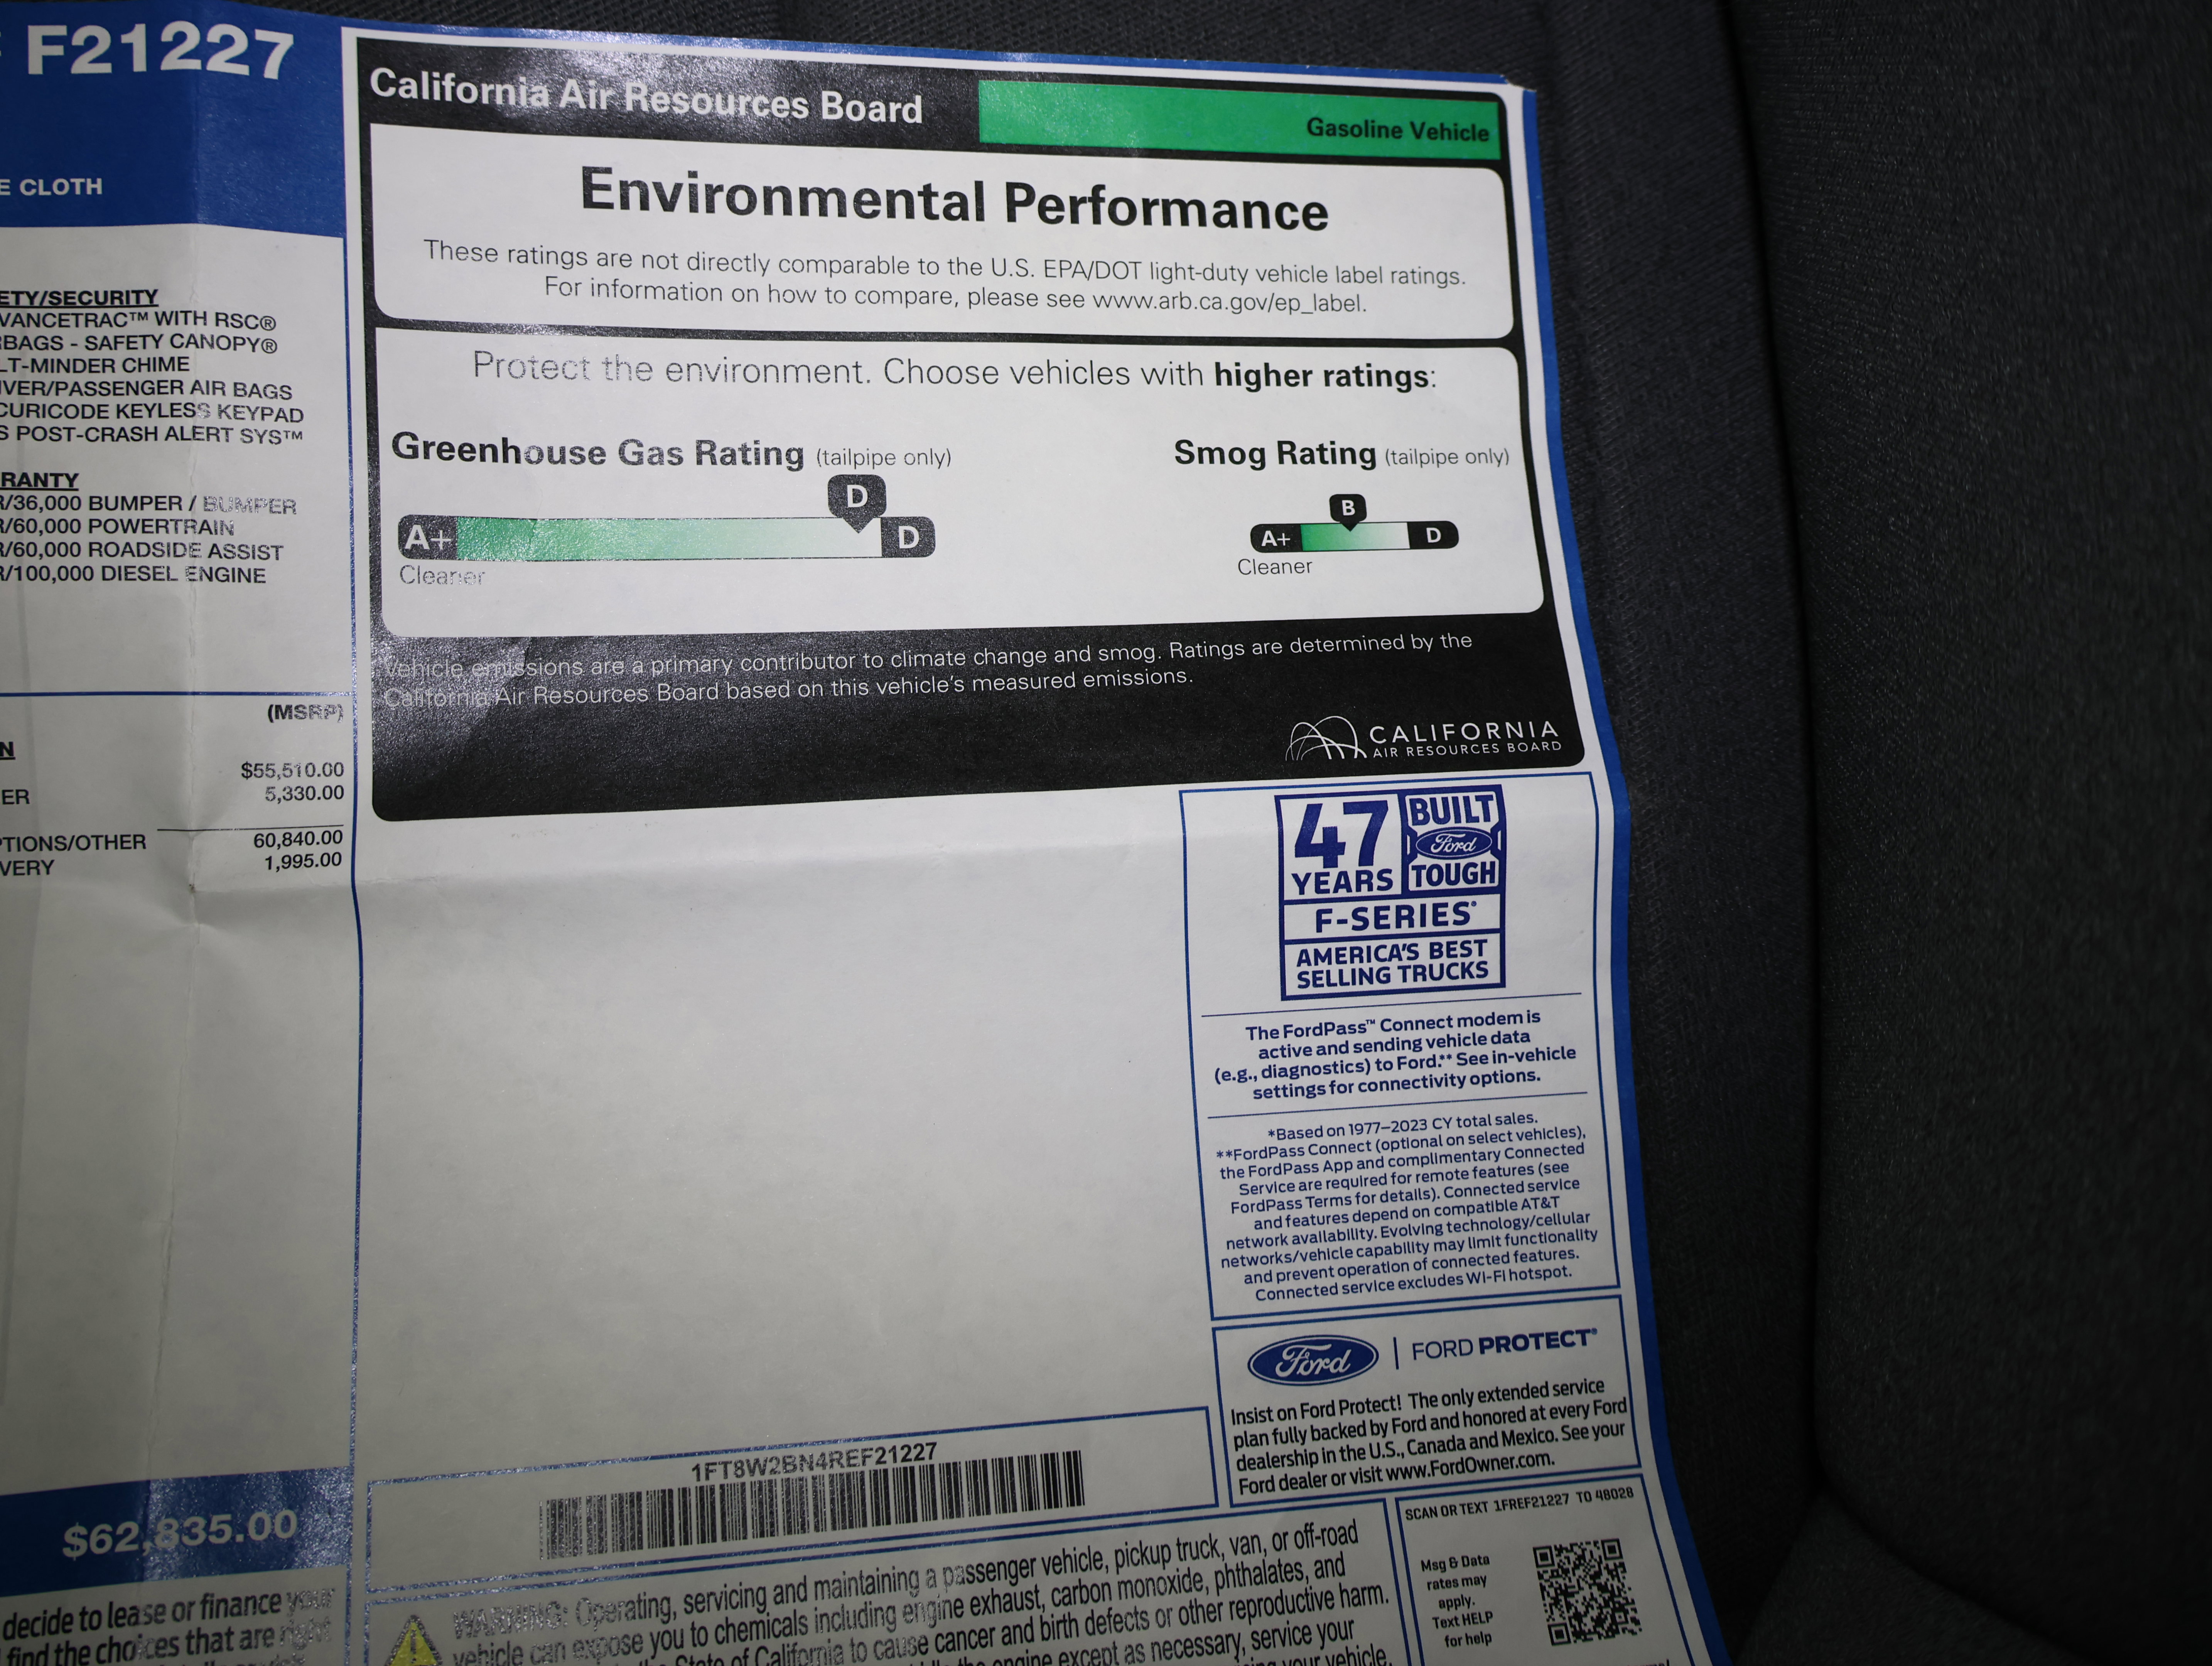 F21227
E CLOTH
ETY/SECURITY
VANCETRAC™ WITH RSC®
BAGS - SAFETY CANOPY®
LT-MINDER CHIME
VER/PASSENGER AIR BAGS
CURICODE KEYLESS KEYPAD
S POST-CRASH ALERT SYS™
RANTY
R/36,000 BUMPER / BUMPER
R/60,000 POWERTRAIN
R/60,000 ROADSIDE ASSIST
R/100,000 DIESEL ENGINE
(MSRP)
N
$55,510.00
ER 5,330.00
TIONS/OTHER 60,840.00
VERY 1,995.00
$62,835.00
decide to lease or finance your
find the choices that are right
California Air Resources Board
Gasoline Vehicle
Environmental Performance
These ratings are not directly comparable to the U.S. EPA/DOT light-duty vehicle label ratings.
For information on how to compare, please see www.arb.ca.gov/ep_label.
Protect the environment. Choose vehicles with higher ratings:
Greenhouse Gas Rating (tailpipe only)
D
A+ D
Cleaner
Smog Rating (tailpipe only)
B
A+ D
Cleaner
Vehicle emissions are a primary contributor to climate change and smog. Ratings are determined by the
California Air Resources Board based on this vehicle's measured emissions.
CALIFORNIA
AIR RESOURCES BOARD
47 YEARS
BUILT
Ford
TOUGH
F-SERIES®
AMERICA'S BEST
SELLING TRUCKS
The FordPass™ Connect modem is
active and sending vehicle data
(e.g., diagnostics) to Ford.** See in-vehicle
settings for connectivity options.
*Based on 1977–2023 CY total sales.
**FordPass Connect (optional on select vehicles),
the FordPass App and complimentary Connected
Service are required for remote features (see
FordPass Terms for details). Connected service
and features depend on compatible AT&T
network availability. Evolving technology/cellular
networks/vehicle capability may limit functionality
and prevent operation of connected features.
Connected service excludes Wi-Fi hotspot.
Ford | FORD PROTECT®
Insist on Ford Protect! The only extended service
plan fully backed by Ford and honored at every Ford
dealership in the U.S., Canada and Mexico. See your
Ford dealer or visit www.FordOwner.com.
1FT8W2BN4REF21227
SCAN OR TEXT 1FREF21227 TO 48028
Msg & Data
rates may
apply.
Text HELP
for help
WARNING: Operating, servicing and maintaining a passenger vehicle, pickup truck, van, or off-road
vehicle can expose you to chemicals including engine exhaust, carbon monoxide, phthalates, and
State of California to cause cancer and birth defects or other reproductive harm.
engine except as necessary, service your
your vehicle.